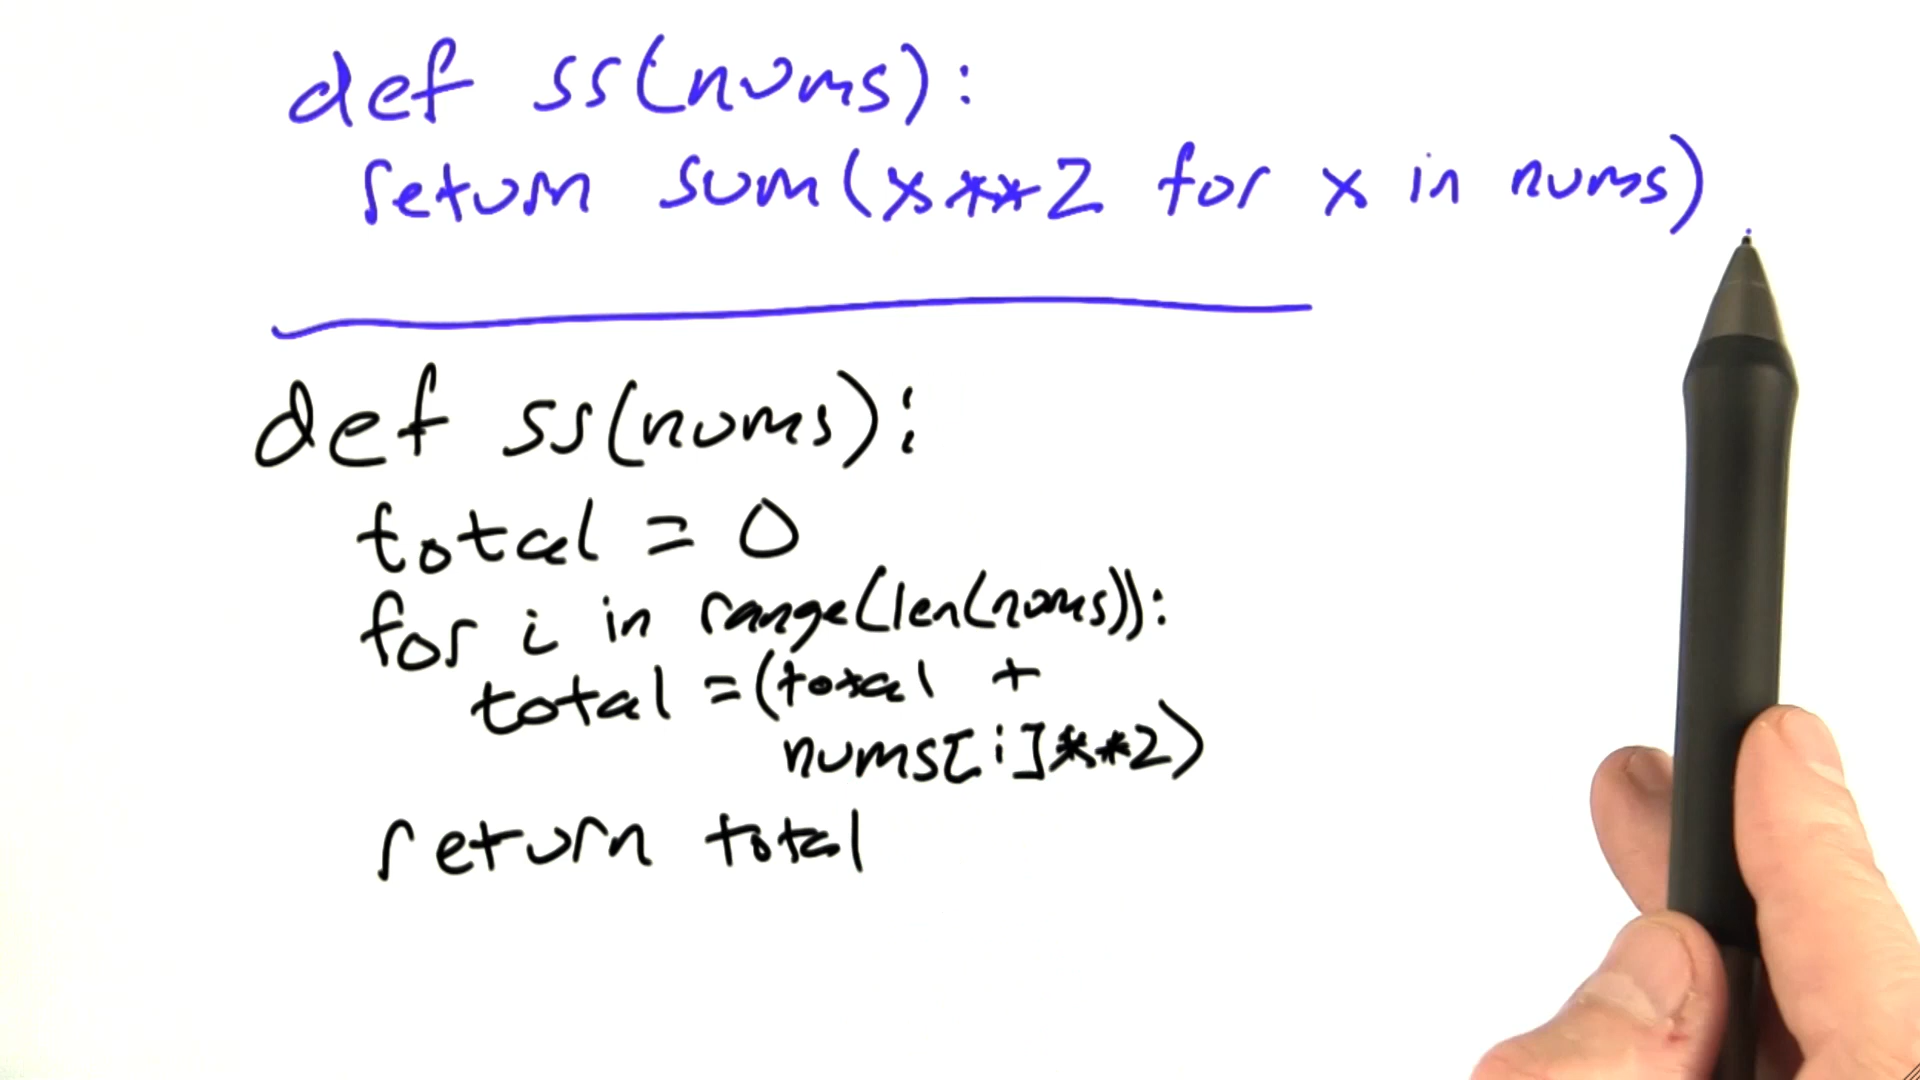 def ss(nums):
return sum(x**2 for x in nums)
def ss(nums):
total = 0
for i in range(len(nums)):
total = (total +
nums[i]**2)
return total